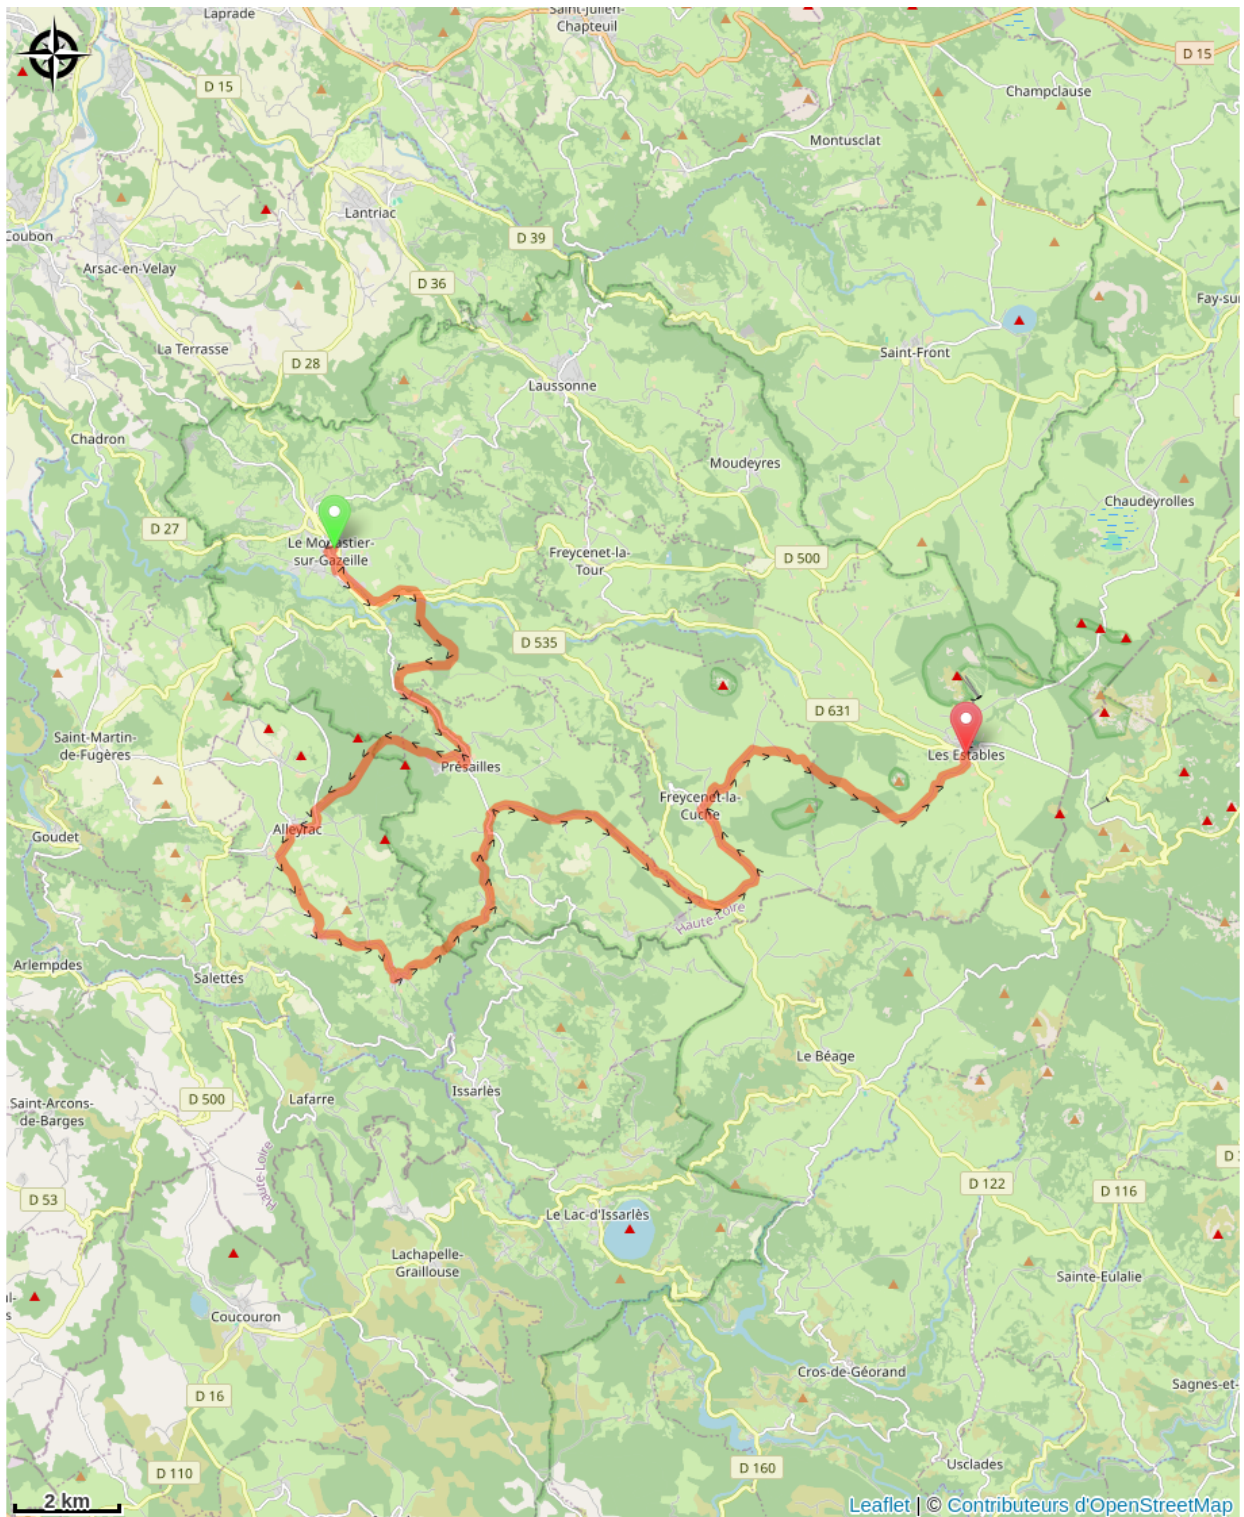 Laprade
Saint-Julien-
Chapteuil
D 15
D 15
Champclause
Montusclat
Lantriac
Coubon
D 39
Arsac-en-Velay
D 36
Fay-su
La Terrasse
D 28
Saint-Front
Laussonne
Chadron
Moudeyres
Chaudeyrolles
D 27
Le Monastier-
sur-Gazeille
Freycenet-la-
Tour
D 500
D 535
D 631
Saint-Martin-
de-Fugères
Les Estables
Présailles
Freycenet-la-
Cuche
Alleyrac
Goudet
Haute-Loire
Arlempdes
Salettes
Le Béage
Issarlès
Saint-Arcons-
de-Barges
D 500
Lafarre
Haute-Loire
D 53
D 122
D 116
D
Le Lac-d'Issarlès
Lachapelle-
Graillouse
Sainte-Eulalie
al-
s
Coucouron
Cros-de-Géorand
Sagnes-et-
D 16
Usclades
D 110
D 160
2 km
Leaflet | © Contributeurs d'OpenStreetMap